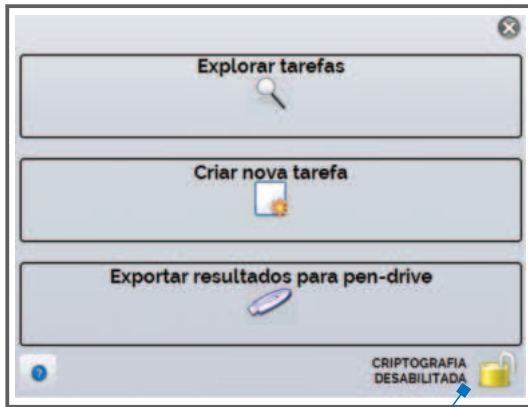 Explorar tarefas
Criar nova tarefa
Exportar resultados para pen-drive
?
CRIPTOGRAFIA
DESABILITADA